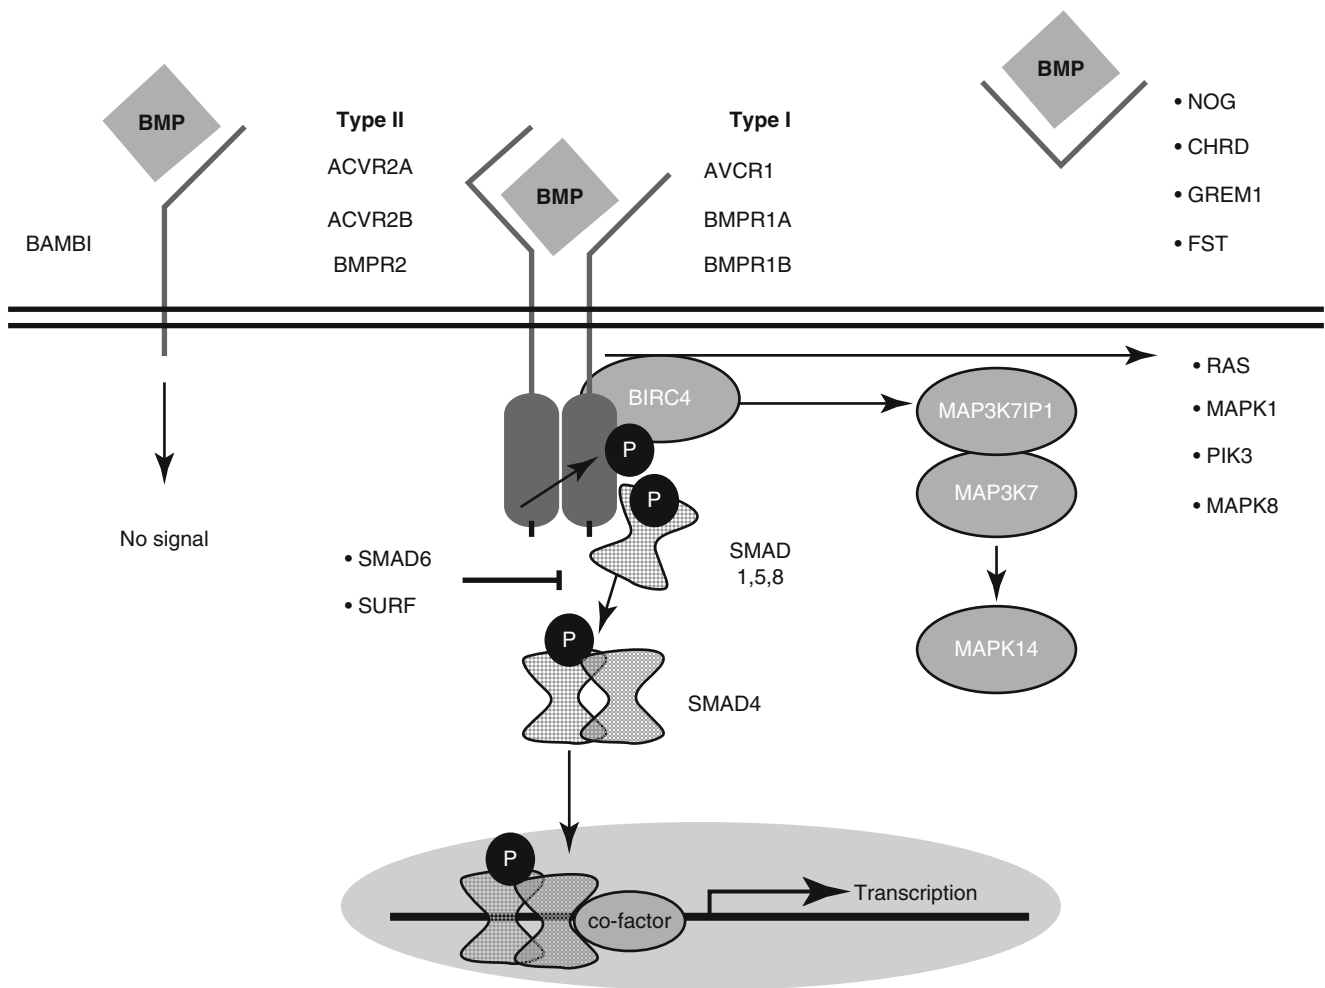 BMP
BAMBI
No signal
Type II
ACVR2A
ACVR2B
BMPR2
BMP
Type I
AVCR1
BMPR1A
BMPR1B
BMP
• NOG
• CHRD
• GREM1
• FST
BIRC4
P
P
MAP3K7IP1
MAP3K7
MAPK14
• RAS
• MAPK1
• PIK3
• MAPK8
• SMAD6
• SURF
SMAD
1,5,8
P
SMAD4
P
co-factor
Transcription